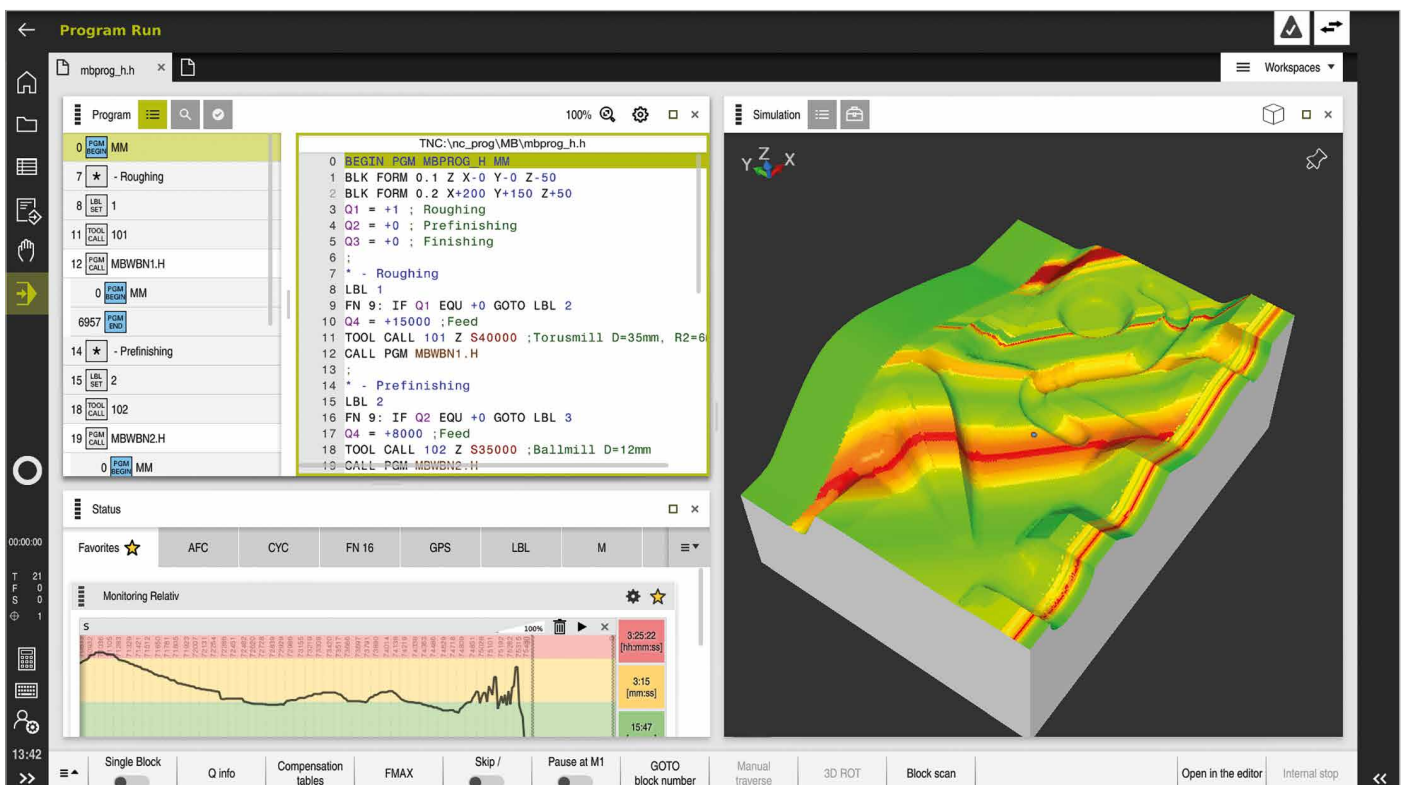 Program Run
mbprog_h.h ×
Workspaces
Program
100%
0 PGM BEGIN MM
7 * - Roughing
8 LBL SET 1
11 TOOL CALL 101
12 PGM CALL MBWBN1.H
0 PGM BEGIN MM
6957 PGM END
14 * - Prefinishing
15 LBL SET 2
18 TOOL CALL 102
19 PGM CALL MBWBN2.H
0 PGM BEGIN MM
TNC:\nc_prog\MB\mbprog_h.h
0 BEGIN PGM MBPROG_H MM
1 BLK FORM 0.1 Z X-0 Y-0 Z-50
2 BLK FORM 0.2 X+200 Y+150 Z+50
3 Q1 = +1 ; Roughing
4 Q2 = +0 ; Prefinishing
5 Q3 = +0 ; Finishing
6 ;
7 * - Roughing
8 LBL 1
9 FN 9: IF Q1 EQU +0 GOTO LBL 2
10 Q4 = +15000 ;Feed
11 TOOL CALL 101 Z S40000 ;Torusmill D=35mm, R2=6
12 CALL PGM MBWBN1.H
13 ;
14 * - Prefinishing
15 LBL 2
16 FN 9: IF Q2 EQU +0 GOTO LBL 3
17 Q4 = +8000 ;Feed
18 TOOL CALL 102 Z S35000 ;Ballmill D=12mm
19 CALL PGM MBWBN2.H
Simulation
Y Z X
Status
Favorites AFC CYC FN 16 GPS LBL M
Monitoring Relativ
S
100%
3:25:22
[hh:mm:ss]
3:15
[mm:ss]
15:47
00:00:00
T 21
F 0
S 0
1
13:42
Single Block
Q info
Compensation
tables
FMAX
Skip /
Pause at M1
GOTO
block number
Manual
traverse
3D ROT
Block scan
Open in the editor
Internal stop